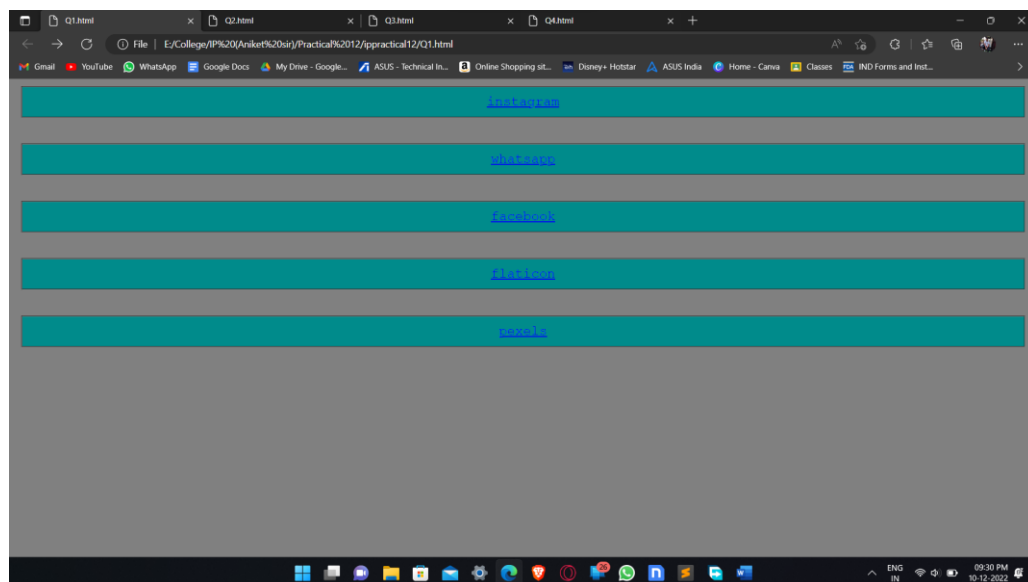 Q1.html Q2.html Q3.html Q4.html
File E:/College/IP%20(Aniket%20sir)/Practical%2012/ippractical12/Q1.html
Gmail YouTube WhatsApp Google Docs My Drive - Google... ASUS - Technical In... Online Shopping sit... Disney+ Hotstar ASUS India Home - Canva Classes IND Forms and Inst...
instagram
whatsapp
facebook
flaticon
pexels
26
ENG
IN
09:30 PM
10-12-2022